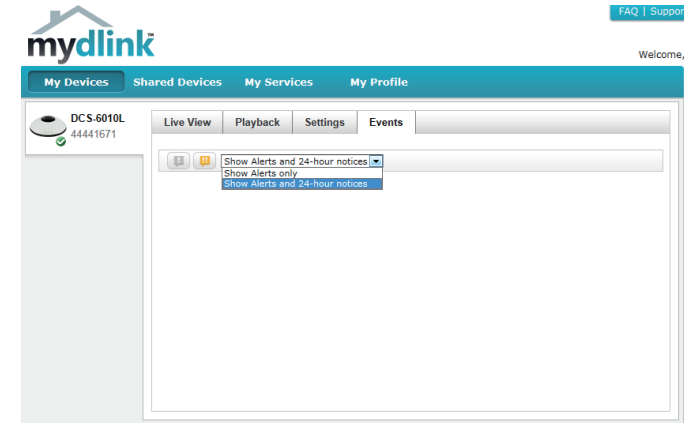 FAQ | Suppor
mydlink
Welcome,
My Devices Shared Devices My Services My Profile
DCS-6010L
44441671
Live View Playback Settings Events
Show Alerts and 24-hour notices
Show Alerts only
Show Alerts and 24-hour notices